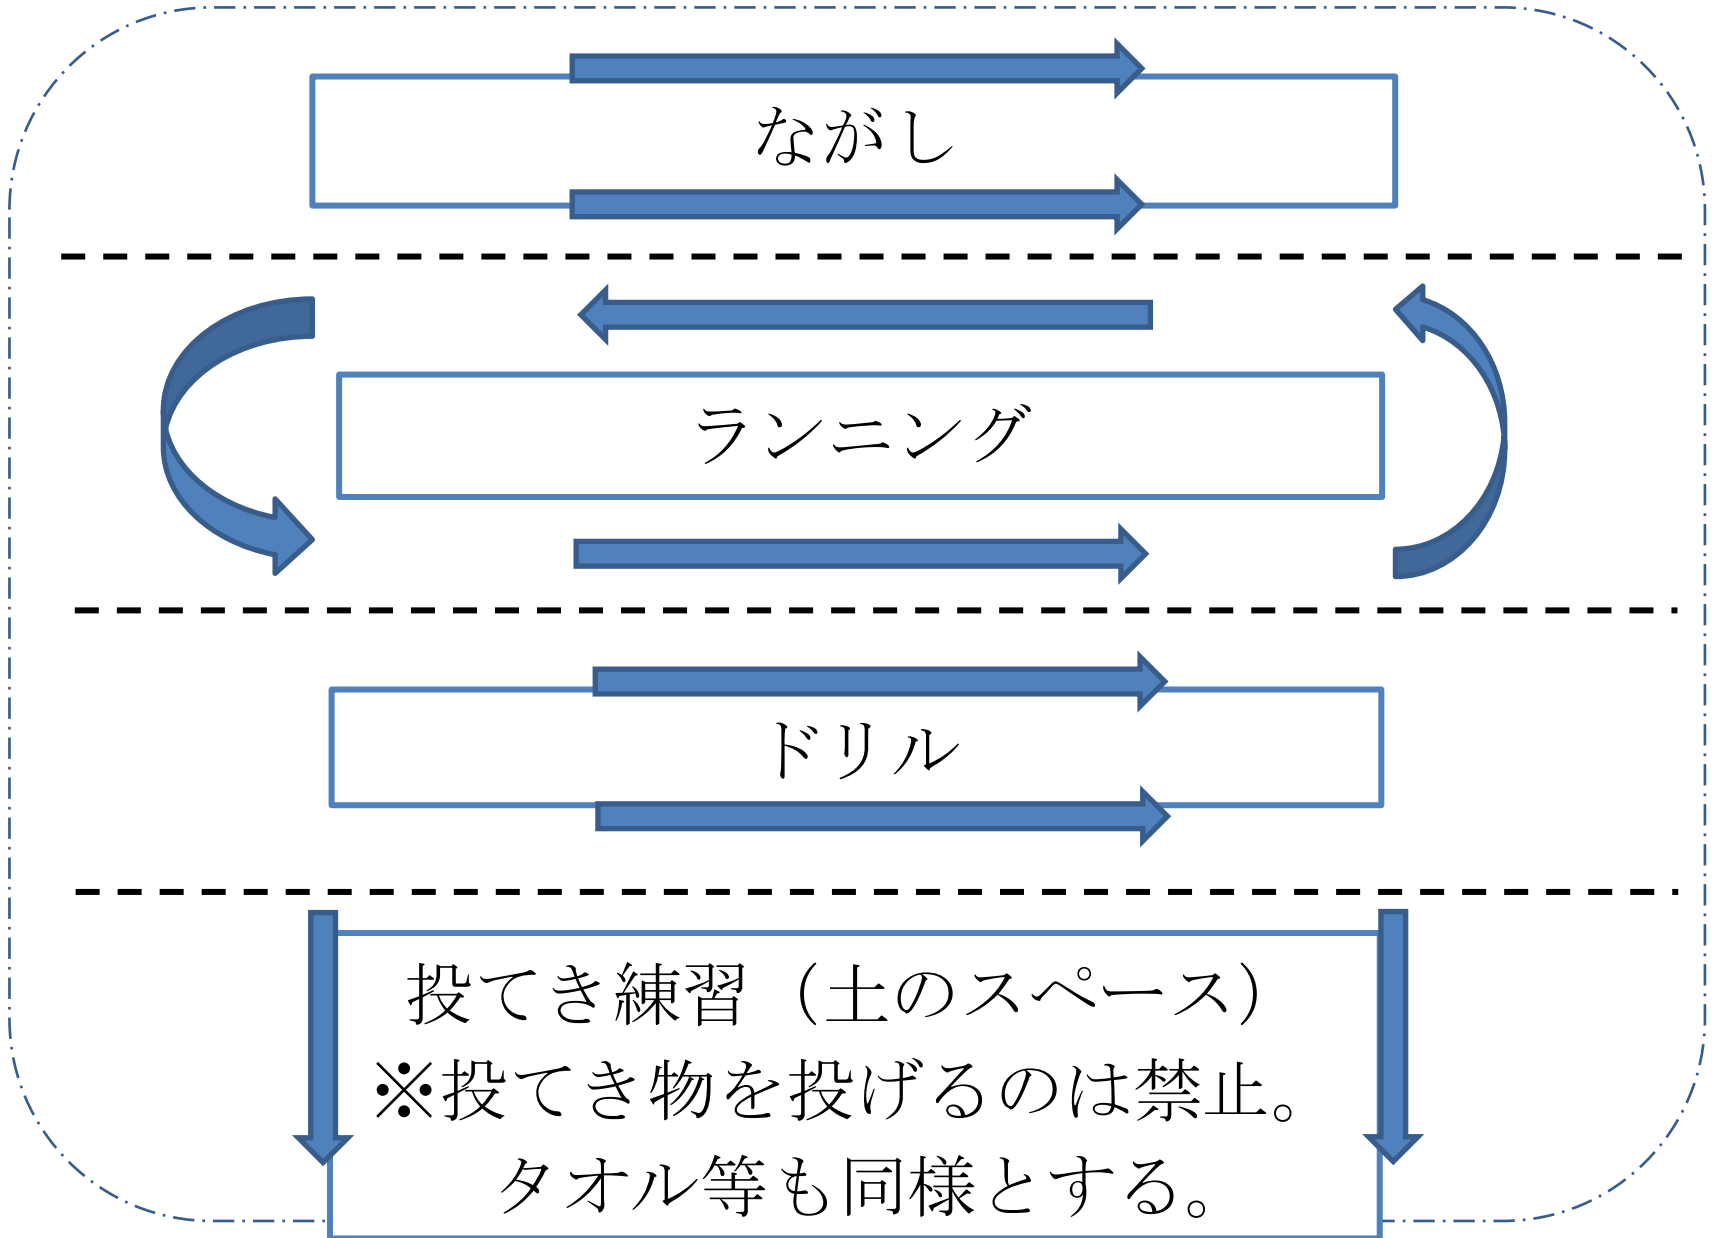 ながし
ランニング
ドリル
投てき練習（土のスペース）
※投てき物を投げるのは禁止。
タオル等も同様とする。